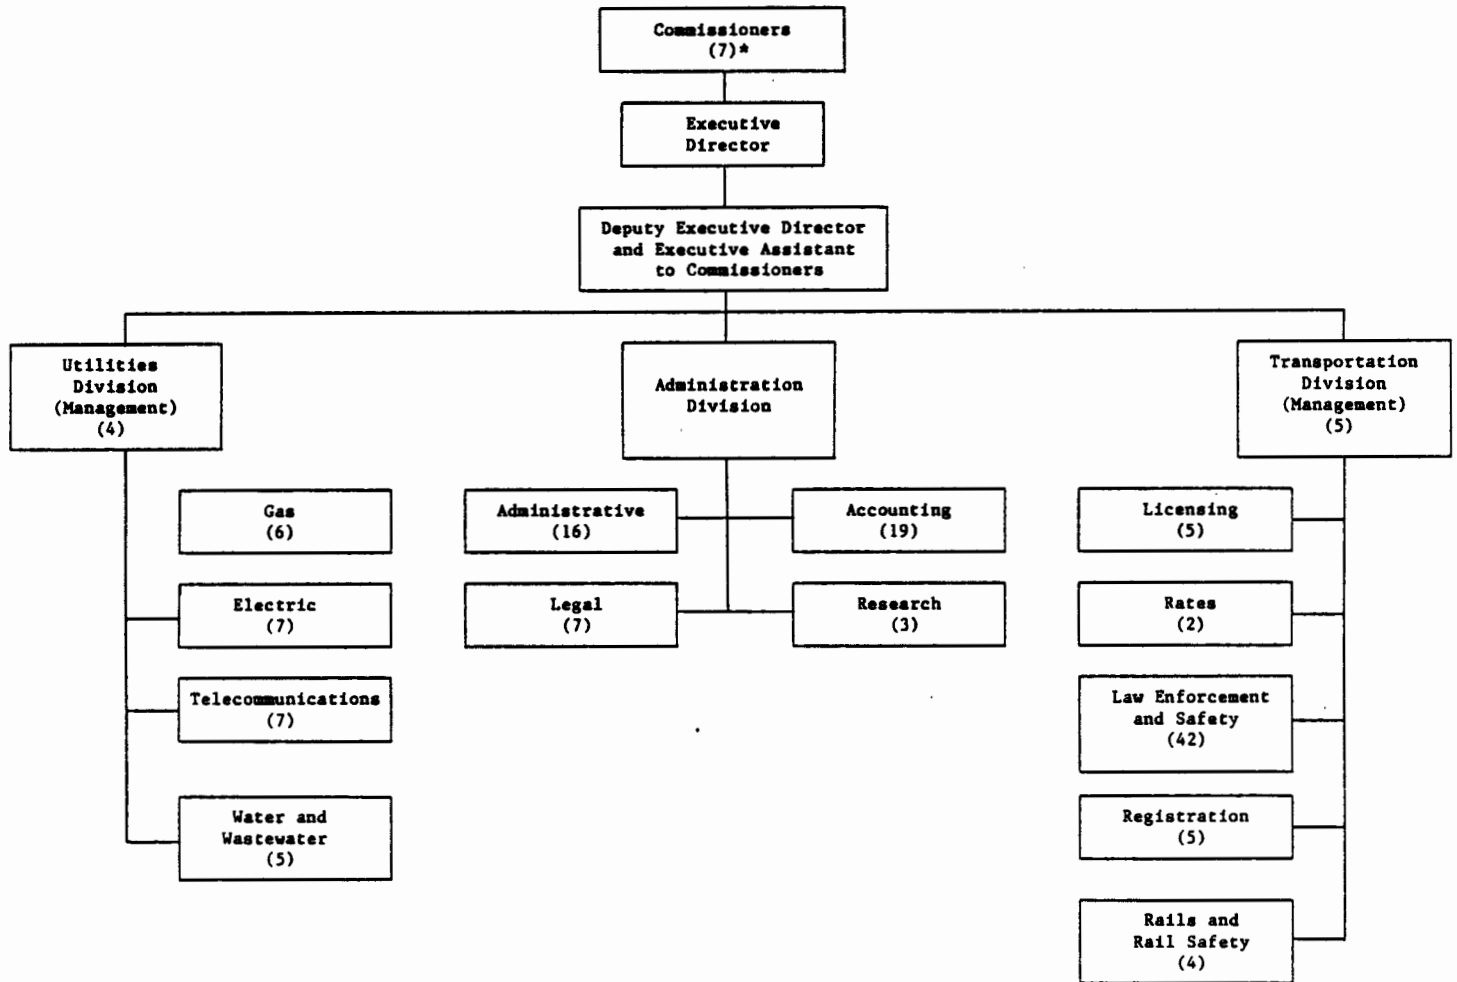 Commissioners
(7)*
Executive
Director
Deputy Executive Director
and Executive Assistant
to Commissioners
Utilities
Division
(Management)
(4)
Administration
Division
Transportation
Division
(Management)
(5)
Gas
(6)
Electric
(7)
Telecommunications
(7)
Water and
Wastewater
(5)
Administrative
(16)
Accounting
(19)
Legal
(7)
Research
(3)
Licensing
(5)
Rates
(2)
Law Enforcement
and Safety
(42)
Registration
(5)
Rails and
Rail Safety
(4)